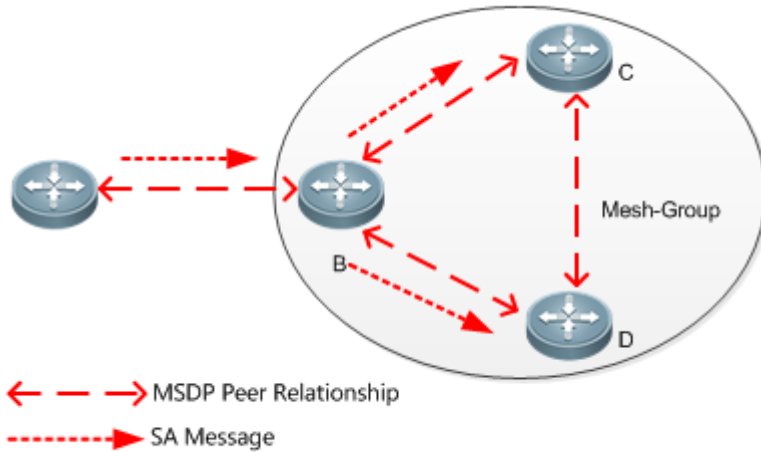 C
Mesh-Group
B
D
MSDP Peer Relationship
SA Message